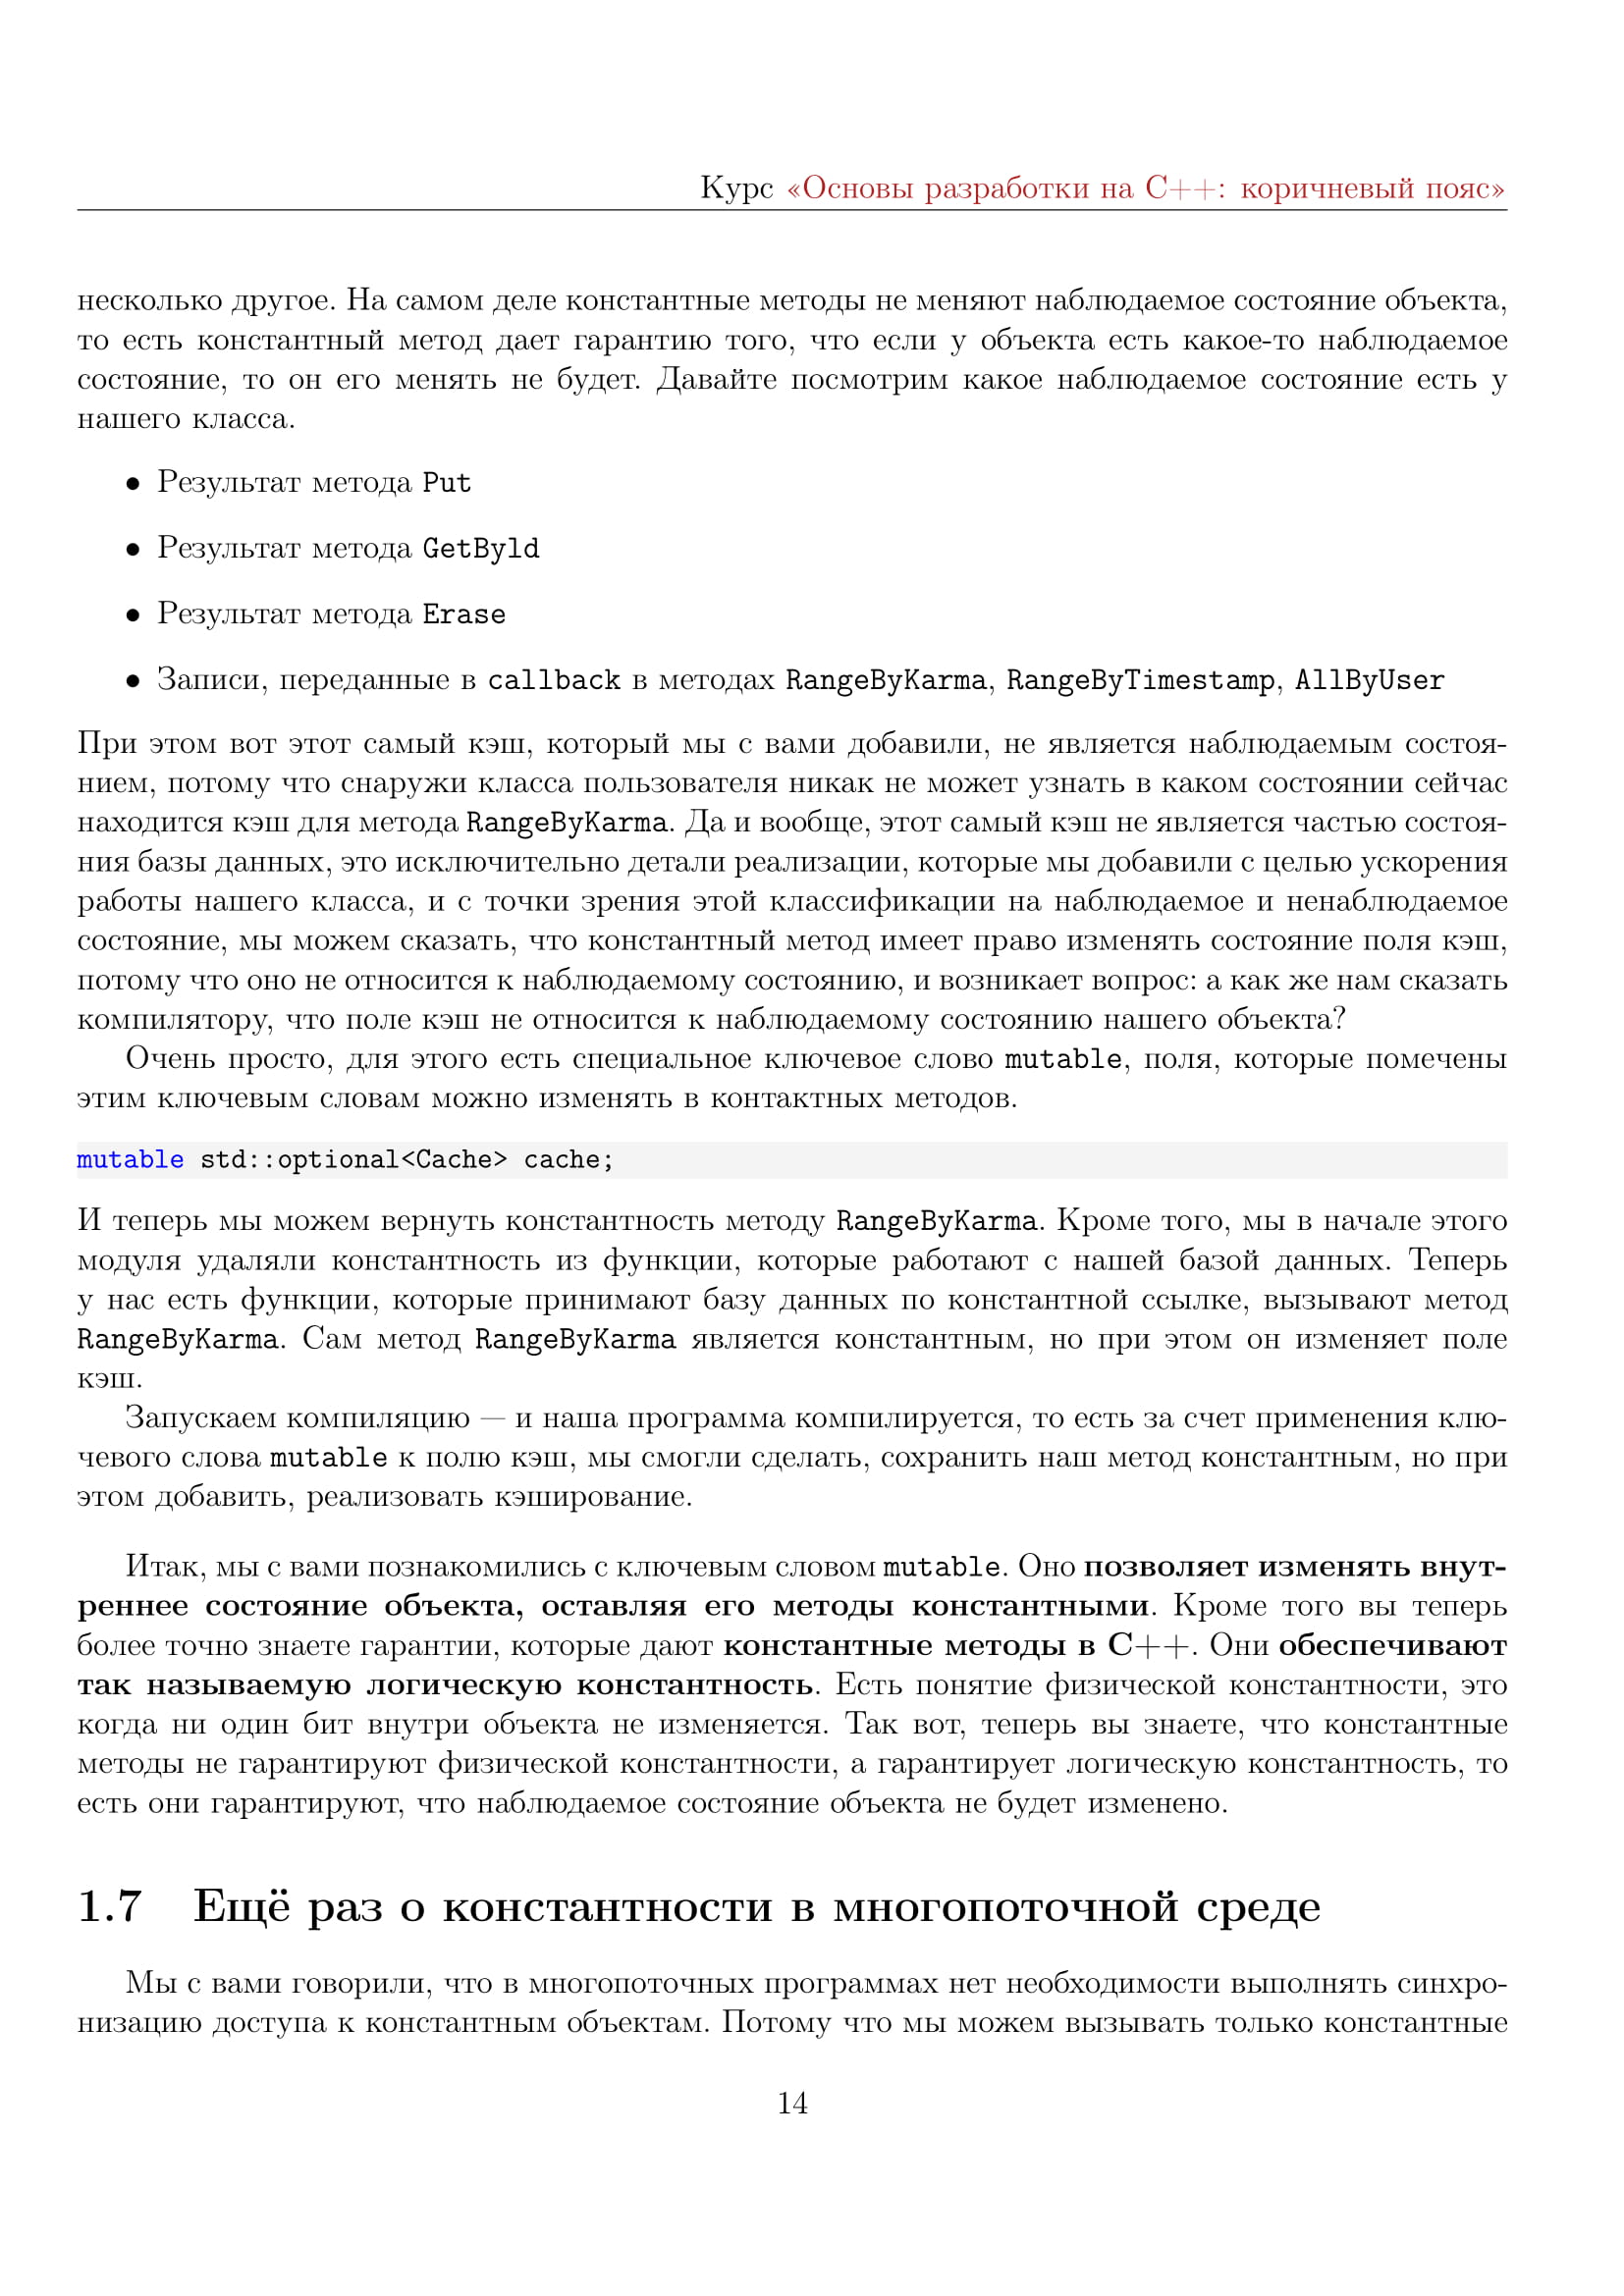 Курс «Основы разработки на C++: коричневый пояс»
несколько другое. На самом деле константные методы не меняют наблюдаемое состояние объекта,
то есть константный метод дает гарантию того, что если у объекта есть какое-то наблюдаемое
состояние, то он его менять не будет. Давайте посмотрим какое наблюдаемое состояние есть у
нашего класса.
• Результат метода Put
• Результат метода GetByld
• Результат метода Erase
• Записи, переданные в callback в методах RangeByKarma, RangeByTimestamp, AllByUser
При этом вот этот самый кэш, который мы с вами добавили, не является наблюдаемым состоя-
нием, потому что снаружи класса пользователя никак не может узнать в каком состоянии сейчас
находится кэш для метода RangeByKarma. Да и вообще, этот самый кэш не является частью состоя-
ния базы данных, это исключительно детали реализации, которые мы добавили с целью ускорения
работы нашего класса, и с точки зрения этой классификации на наблюдаемое и ненаблюдаемое
состояние, мы можем сказать, что константный метод имеет право изменять состояние поля кэш,
потому что оно не относится к наблюдаемому состоянию, и возникает вопрос: а как же нам сказать
компилятору, что поле кэш не относится к наблюдаемому состоянию нашего объекта?
Очень просто, для этого есть специальное ключевое слово mutable, поля, которые помечены
этим ключевым словам можно изменять в контактных методов.
mutable std::optional<Cache> cache;
И теперь мы можем вернуть константность методу RangeByKarma. Кроме того, мы в начале этого
модуля удаляли константность из функции, которые работают с нашей базой данных. Теперь
у нас есть функции, которые принимают базу данных по константной ссылке, вызывают метод
RangeByKarma. Сам метод RangeByKarma является константным, но при этом он изменяет поле
кэш.
Запускаем компиляцию — и наша программа компилируется, то есть за счет применения клю-
чевого слова mutable к полю кэш, мы смогли сделать, сохранить наш метод константным, но при
этом добавить, реализовать кэширование.
Итак, мы с вами познакомились с ключевым словом mutable. Оно позволяет изменять внут-
реннее состояние объекта, оставляя его методы константными. Кроме того вы теперь
более точно знаете гарантии, которые дают константные методы в C++. Они обеспечивают
так называемую логическую константность. Есть понятие физической константности, это
когда ни один бит внутри объекта не изменяется. Так вот, теперь вы знаете, что константные
методы не гарантируют физической константности, а гарантирует логическую константность, то
есть они гарантируют, что наблюдаемое состояние объекта не будет изменено.
1.7 Ещё раз о константности в многопоточной среде
Мы с вами говорили, что в многопоточных программах нет необходимости выполнять синхро-
низацию доступа к константным объектам. Потому что мы можем вызывать только константные
14